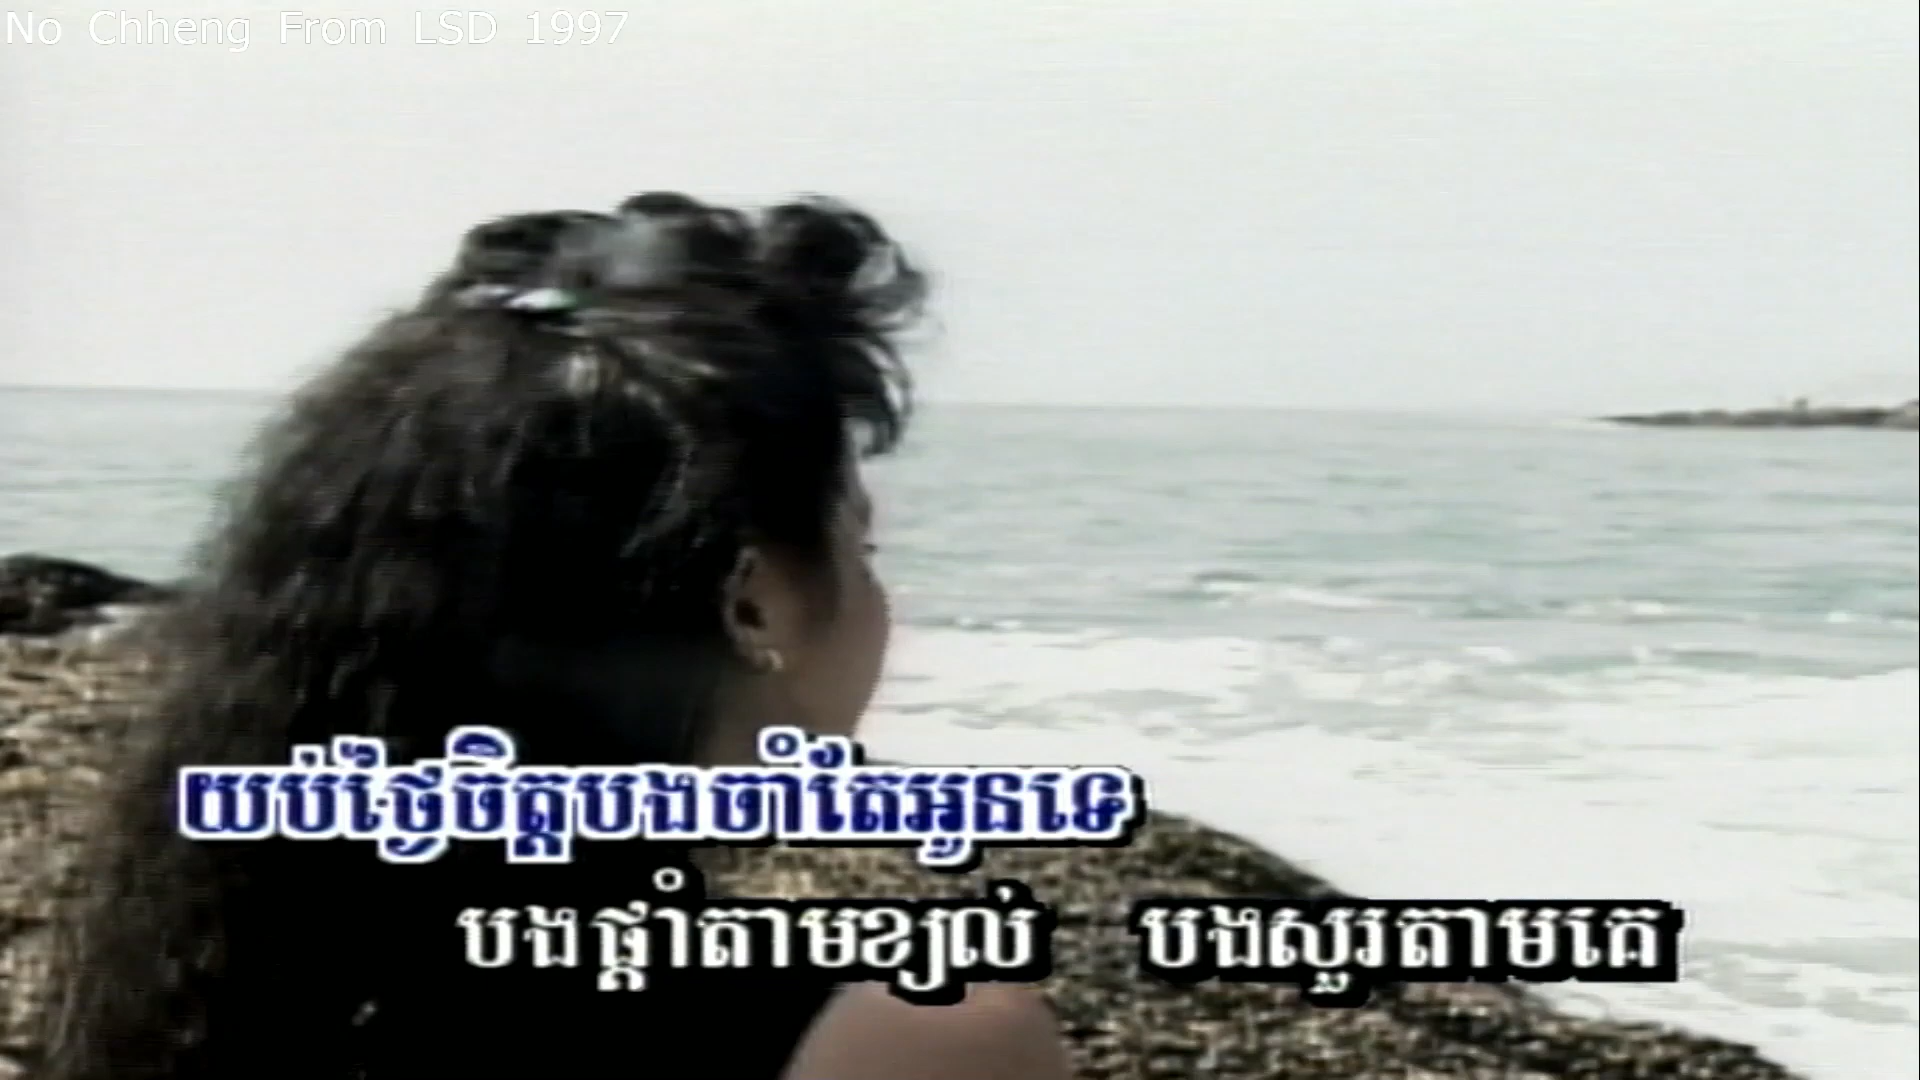 No Chheng From LSD 1997
យប់ថ្ងៃចិត្តបងចាំតែអូនទេ
បងផ្ដាំតាមខ្យល់ បងសួរតាមគេ